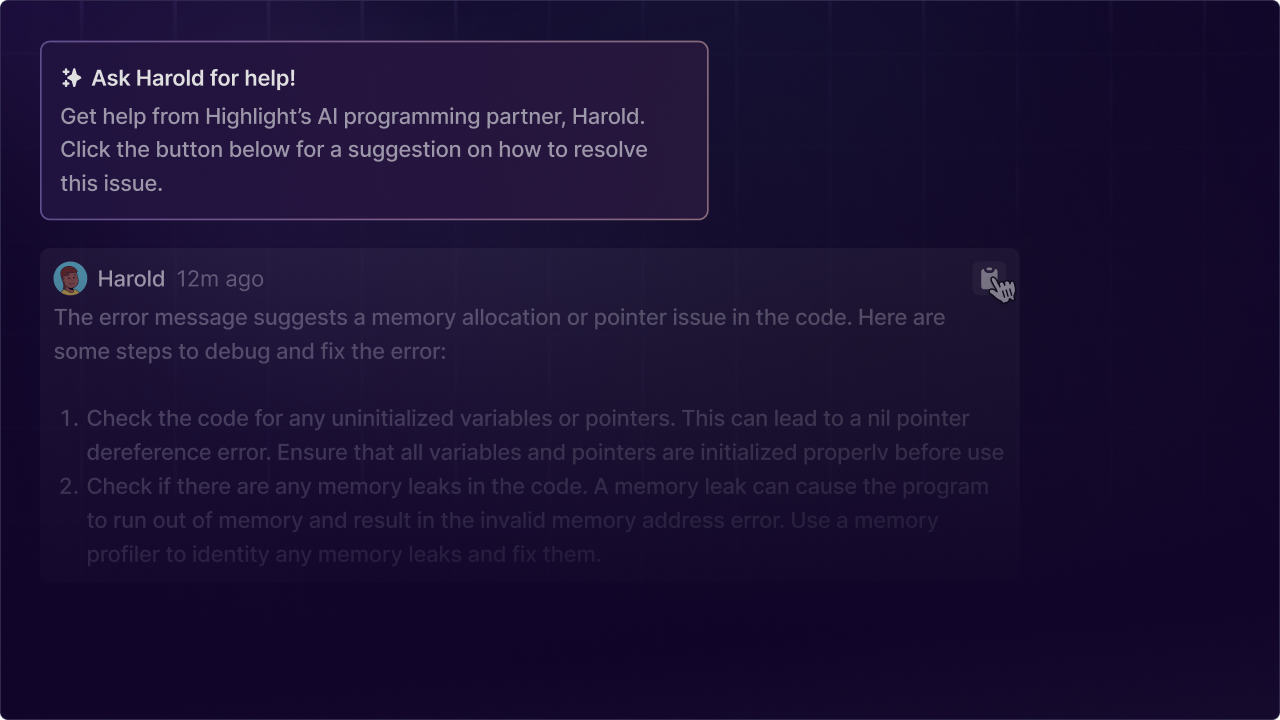 Ask Harold for help!
Get help from Highlight’s AI programming partner, Harold.
Click the button below for a suggestion on how to resolve
this issue.
Harold 12m ago
The error message suggests a memory allocation or pointer issue in the code. Here are
some steps to debug and fix the error:
1. Check the code for any uninitialized variables or pointers. This can lead to a nil pointer
dereference error. Ensure that all variables and pointers are initialized properly before use
2. Check if there are any memory leaks in the code. A memory leak can cause the program
to run out of memory and result in the invalid memory address error. Use a memory
profiler to identity any memory leaks and fix them.